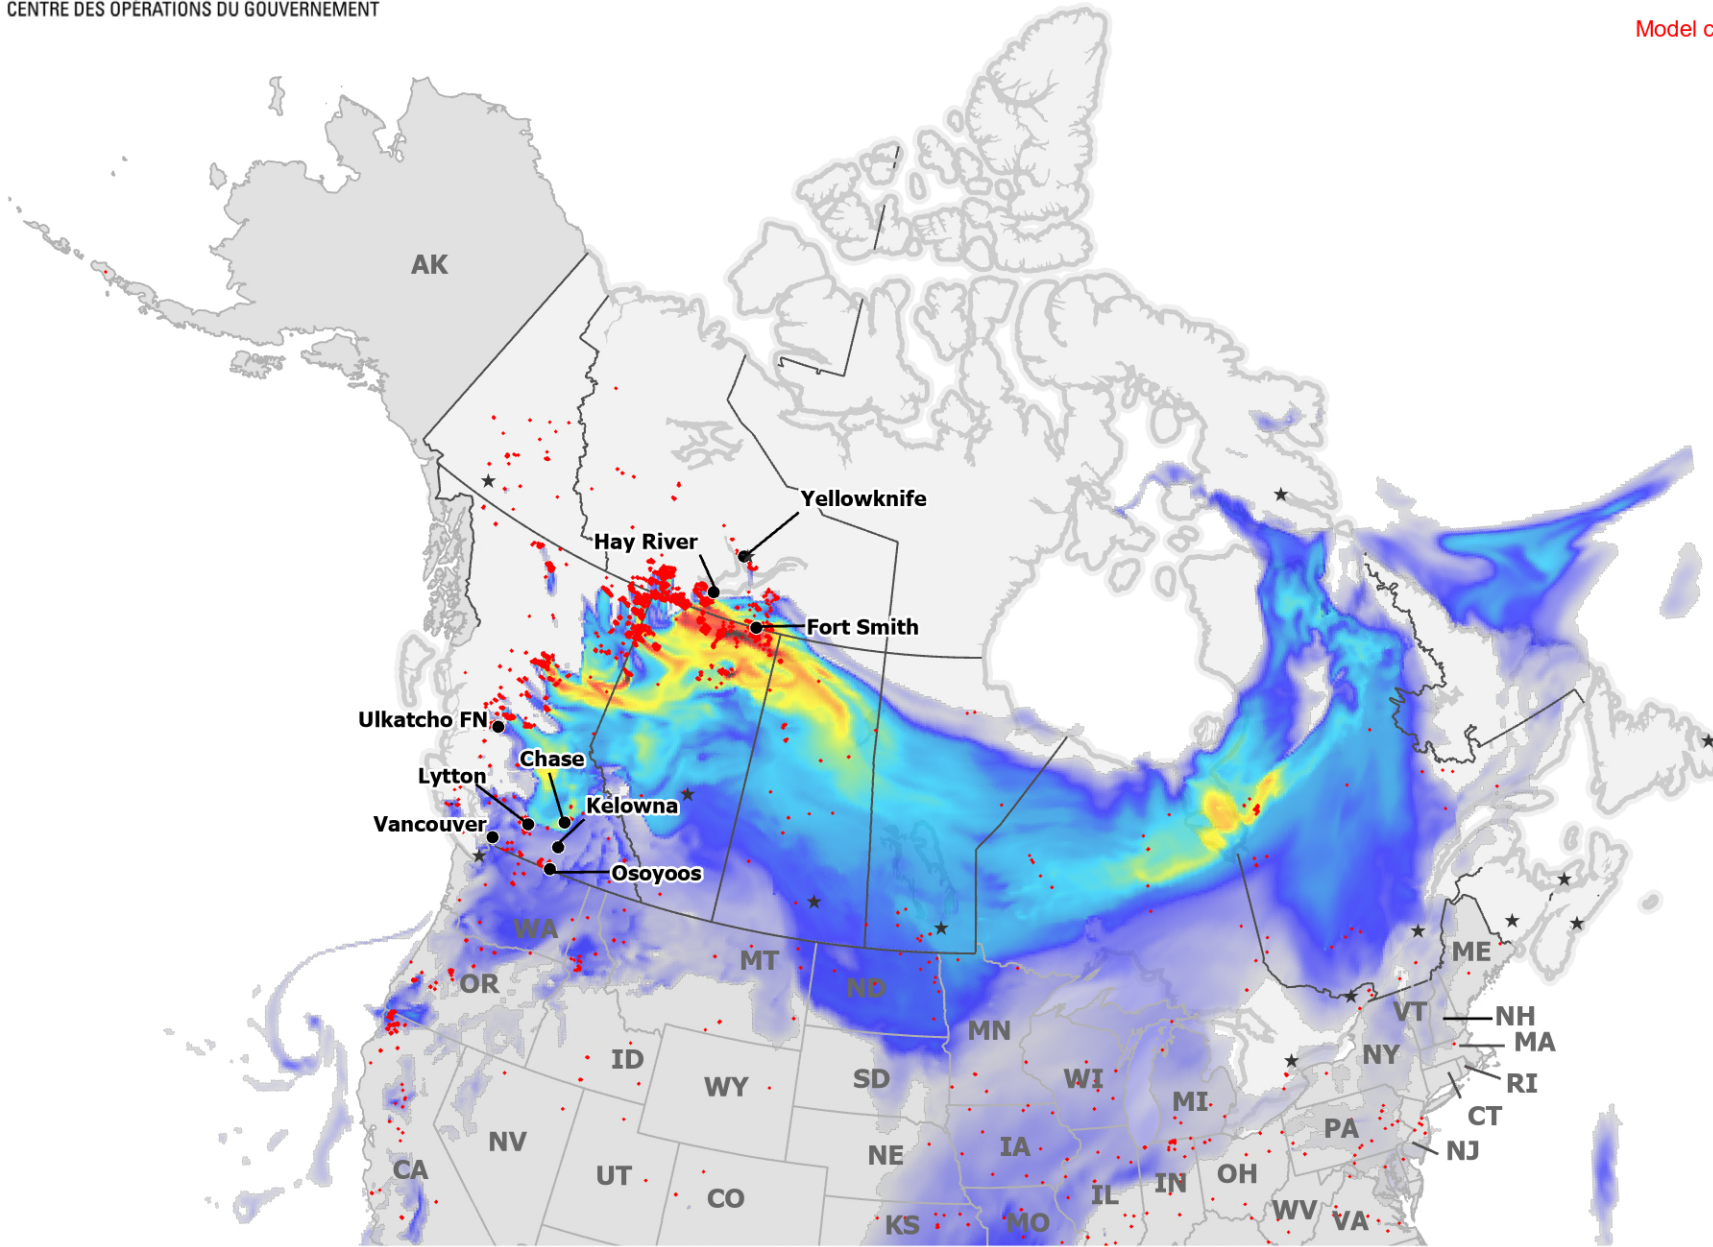 CENTRE DES OPÉRATIONS DU GOUVERNEMENT
Model c
AK
Yellowknife
Hay River
Fort Smith
Ulkatcho FN
Chase
Lytton
Kelowna
Vancouver
Osoyoos
WA
MT
ME
OR
ND
VT
NH
MN
MA
NY
ID
SD
WI
RI
WY
MI
CT
PA
NV
IA
NJ
NE
CA
UT
OH
CO
IN
IL
WV
VA
KS
MO